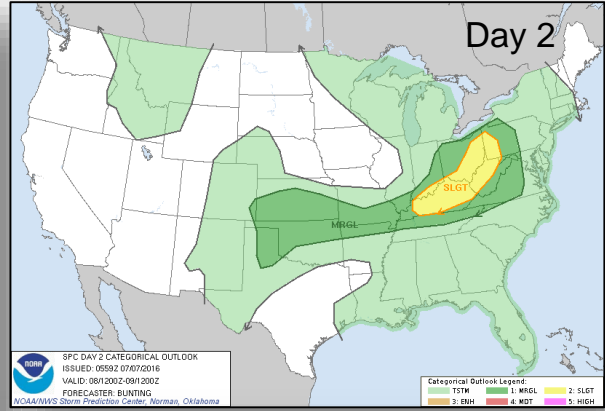 Day 2
SLGT
MRGL
NOAA
SPC DAY 2 CATEGORICAL OUTLOOK
ISSUED: 0559Z 07/07/2016
VALID: 08/1200Z-09/1200Z
FORECASTER: BUNTING
NOAA/NWS Storm Prediction Center, Norman, Oklahoma
Categorical Outlook Legend:
TSTM 1: MRGL 2: SLGT
3: ENH 4: MDT 5: HIGH